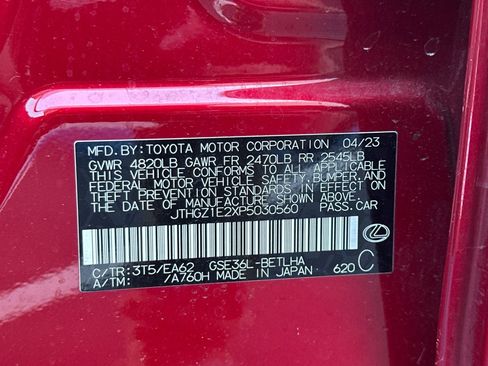 MFD.BY:TOYOTA MOTOR CORPORATION 04/23
GVWR 4820LB GAWR FR 2470LB RR 2545LB
THIS VEHICLE CONFORMS TO ALL APPLICABLE
FEDERAL MOTOR VEHICLE SAFETY,BUMPER,AND
THEFT PREVENTION STANDARDS IN EFFECT ON
THE DATE OF MANUFACTURE SHOWN ABOVE.
JTHGZ1E2XP5030560 PASS.CAR
C/TR:3T5/EA62 GSE36L-BETLHA
A/TM: /A760H MADE IN JAPAN 620 C